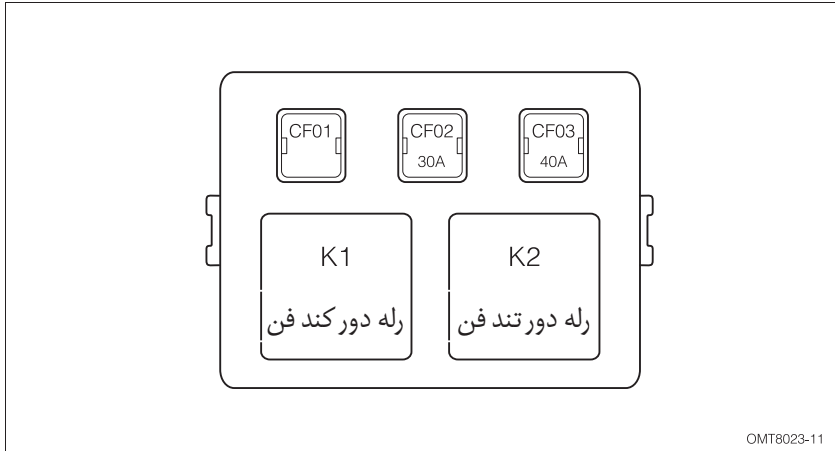 CF01
CF02
30A
CF03
40A
K1
رله دور کند فن
K2
رله دور تند فن
OMT8023-11